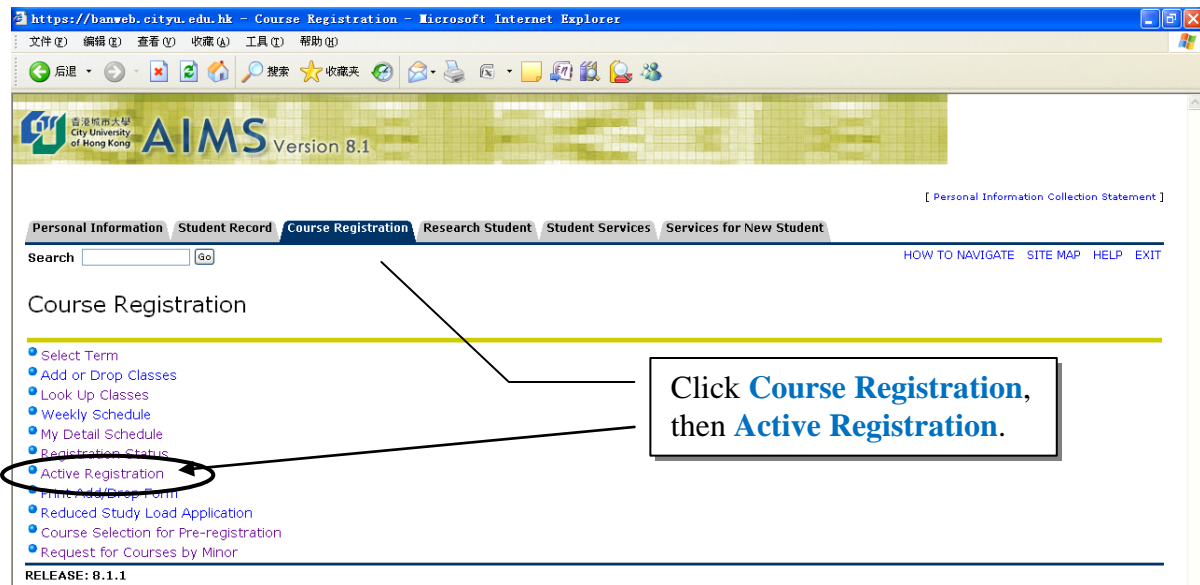 https://banweb.cityu.edu.hk - Course Registration - Microsoft Internet Explorer
文件(F) 编辑(E) 查看(V) 收藏(A) 工具(T) 帮助(H)
后退 搜索 收藏夹
香港城市大學
City University
of Hong Kong
AIMS Version 8.1
[ Personal Information Collection Statement ]
Personal Information Student Record Course Registration Research Student Student Services Services for New Student
Search Go HOW TO NAVIGATE SITE MAP HELP EXIT
Course Registration
Select Term
Add or Drop Classes
Look Up Classes
Weekly Schedule
My Detail Schedule
Registration Status
Active Registration
Print Add/Drop Form
Reduced Study Load Application
Course Selection for Pre-registration
Request for Courses by Minor
Click Course Registration,
then Active Registration.
RELEASE: 8.1.1